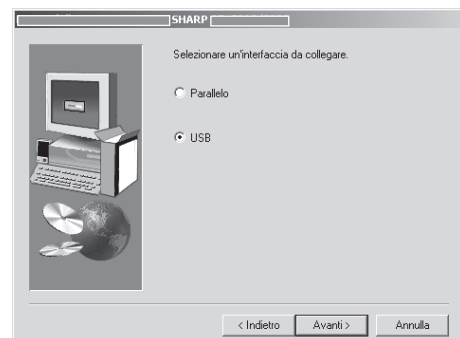 SHARP
Selezionare un'interfaccia da collegare.
Parallelo
USB
< Indietro
Avanti >
Annulla